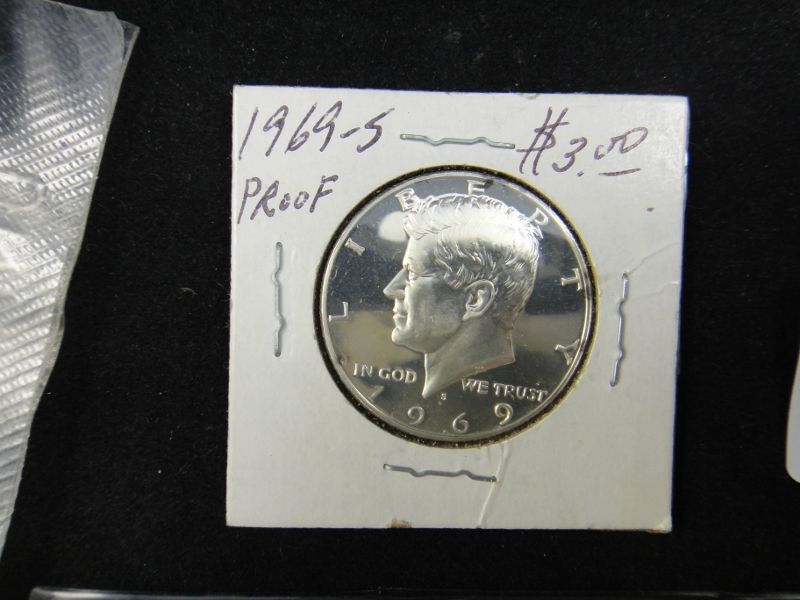 1969-S $3.00
PROOF
LIBERTY
IN GOD WE TRUST
S
1969